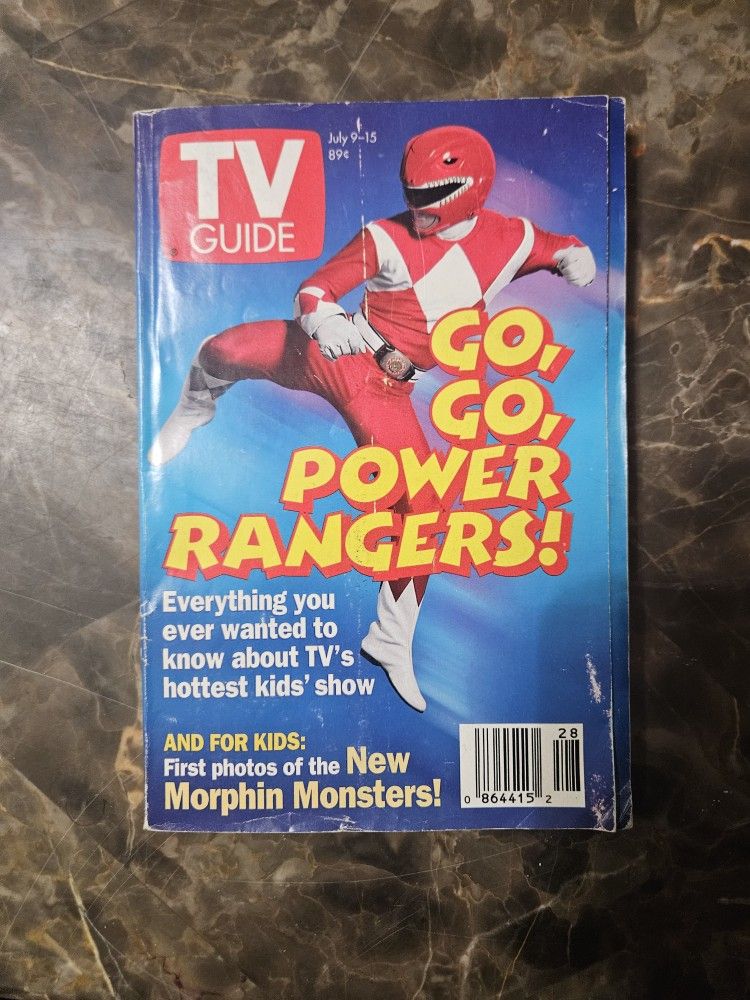 TV
GUIDE
®
July 9–15
89¢
GO,
GO,
POWER
RANGERS!
Everything you
ever wanted to
know about TV's
hottest kids' show
AND FOR KIDS:
First photos of the New
Morphin Monsters!
28
0 864415 2